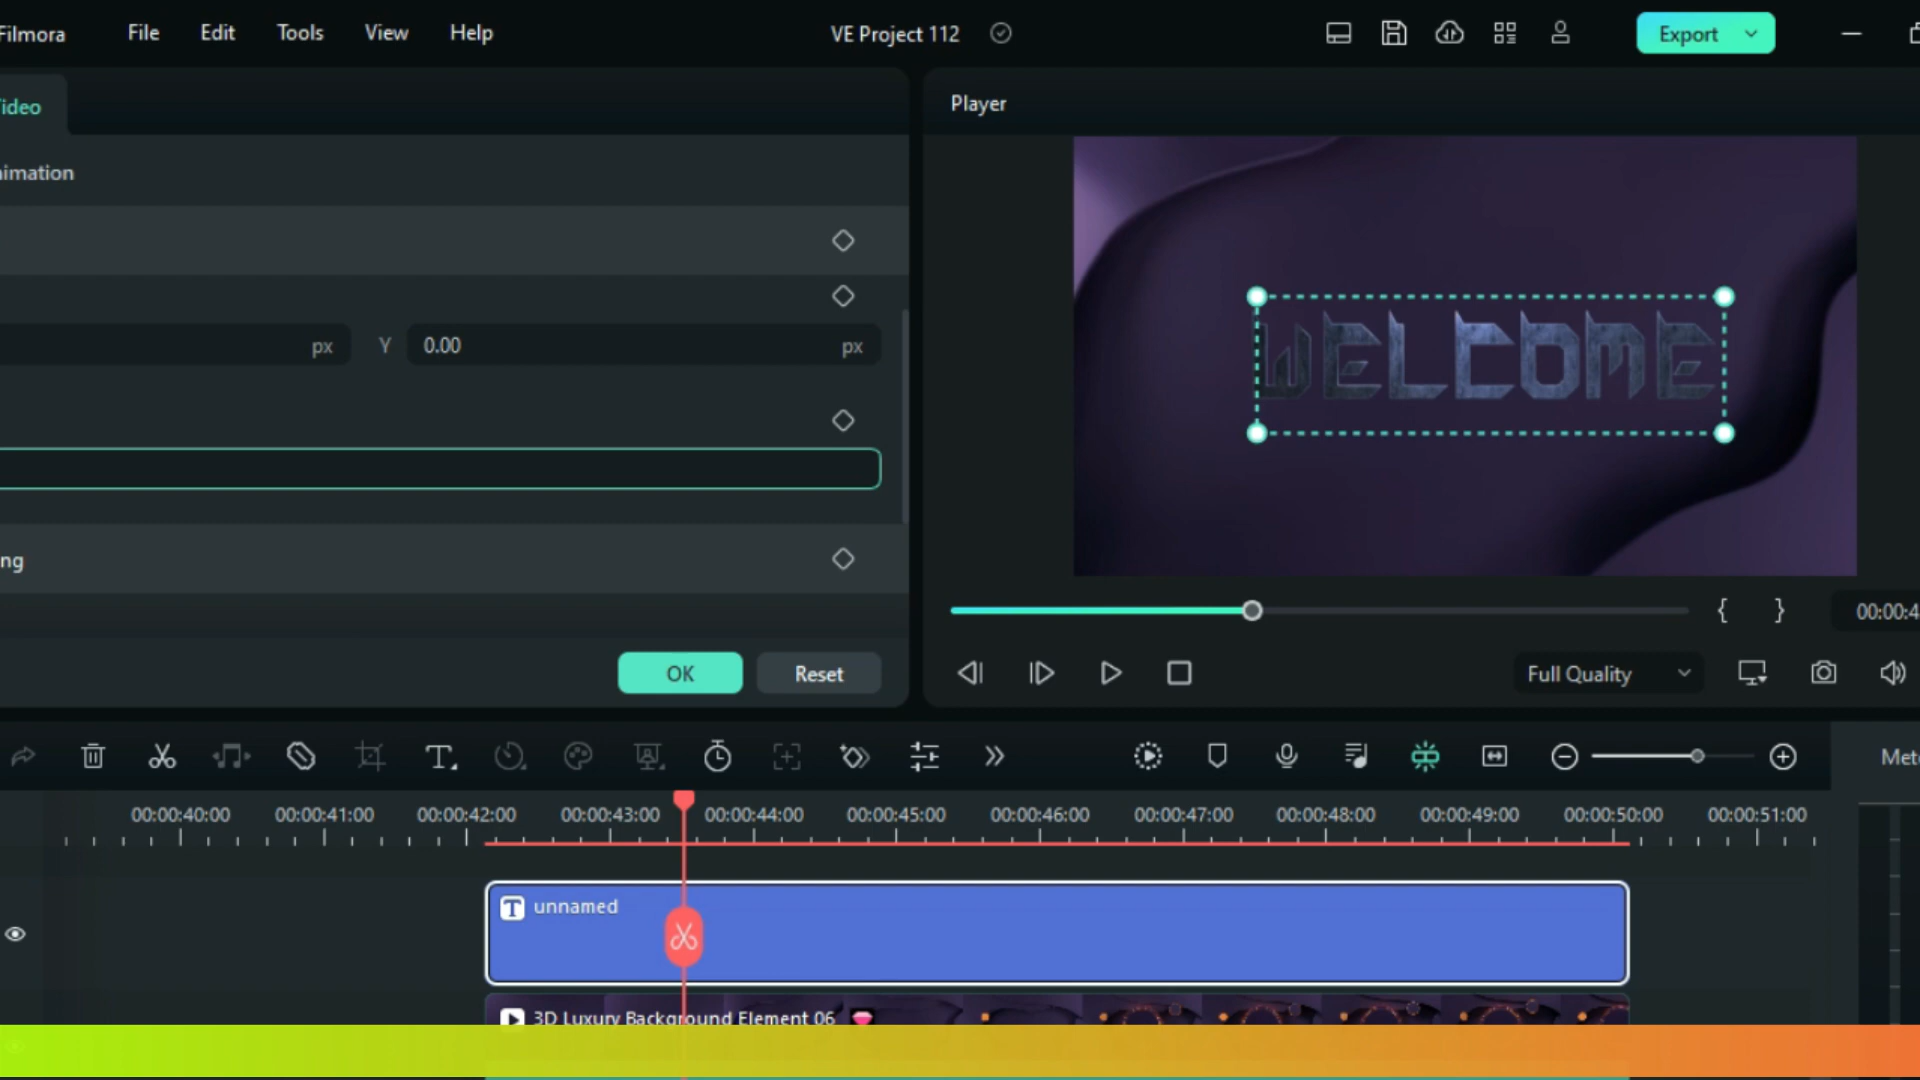 Filmora File Edit Tools View Help VE Project 112 Export
ideo
Player
imation
px Y 0.00 px
WELCOME
ng
00:00:4
OK Reset
Full Quality
Met
00:00:40:00 00:00:41:00 00:00:42:00 00:00:43:00 00:00:44:00 00:00:45:00 00:00:46:00 00:00:47:00 00:00:48:00 00:00:49:00 00:00:50:00 00:00:51:00
unnamed
3D Luxury Background Element 06